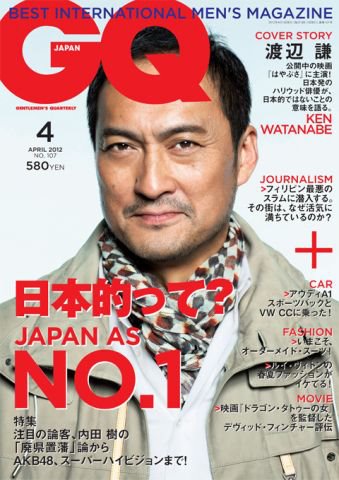 BEST INTERNATIONAL MEN'S MAGAZINE
GQ
JAPAN
GENTLEMEN'S QUARTERLY
4
APRIL 2012
NO. 107
580YEN
COVER STORY
渡辺 謙
公開中の映画
『はやぶさ』に主演!
日本発の
ハリウッド俳優が、
日本的ではないことの
意味を語る。
KEN
WATANABE
JOURNALISM
>フィリピン最悪の
スラムに潜入する。
その街は、なぜ活気に
満ちているのか?
+
CAR
>アウディA1
スポーツバックと
VW CCに乗った!
FASHION
>いまこそ、
オーダーメイド・スーツ!
>ルイ・ヴィトンの
春夏ファッションが
イケてる!
MOVIE
>映画『ドラゴン・タトゥーの女』
を監督した
デヴィッド・フィンチャー評伝
日本的って?
JAPAN AS
NO.1
特集
注目の論客、内田 樹の
「廃県置藩」論から
AKB48、スーパーハイビジョンまで!